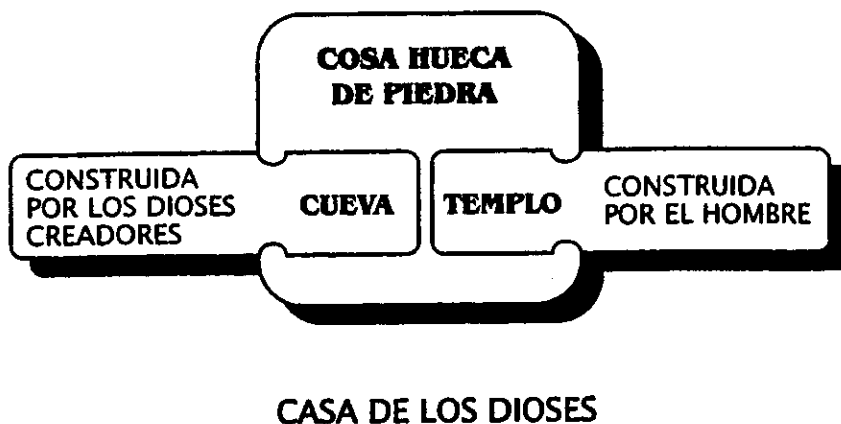 COSA HUECA
DE PIEDRA
CONSTRUIDA
POR LOS DIOSES
CREADORES
CUEVA
TEMPLO
CONSTRUIDA
POR EL HOMBRE
CASA DE LOS DIOSES